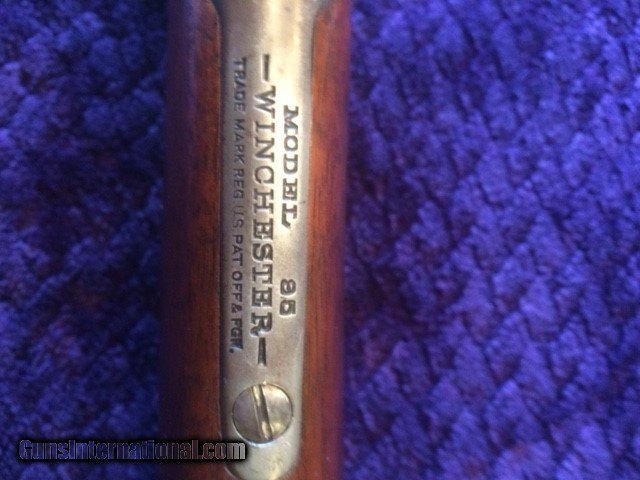 MODEL 95
—WINCHESTER—
TRADE MARK REG. U.S. PAT. OFF & FGN.
GunsInternational.com